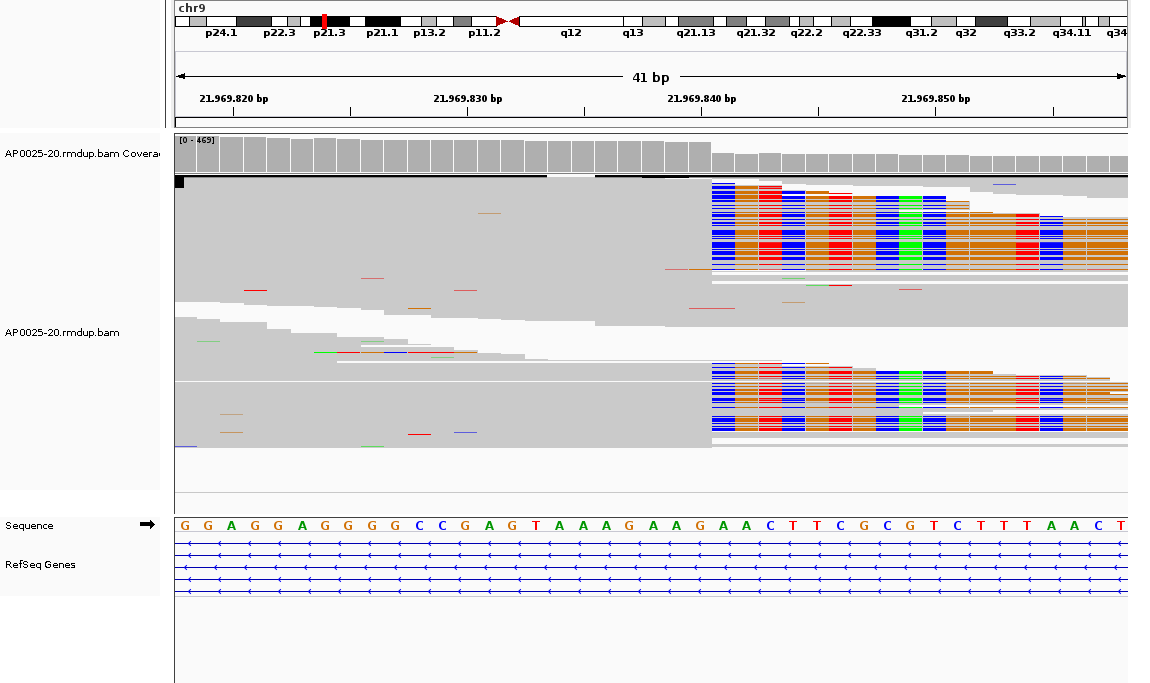 chr9
p24.1 p22.3 p21.3 p21.1 p13.2 p11.2 q12 q13 q21.13 q21.32 q22.2 q22.33 q31.2 q32 q33.2 q34.11 q34
41 bp
21.969.820 bp 21.969.830 bp 21.969.840 bp 21.969.850 bp
[0 - 469]
AP0025-20.rmdup.bam Covera
AP0025-20.rmdup.bam
Sequence G G A G G A G G G G C C G A G T A A A G A A G A A C T T C G C G T C T T T A A C T
RefSeq Genes